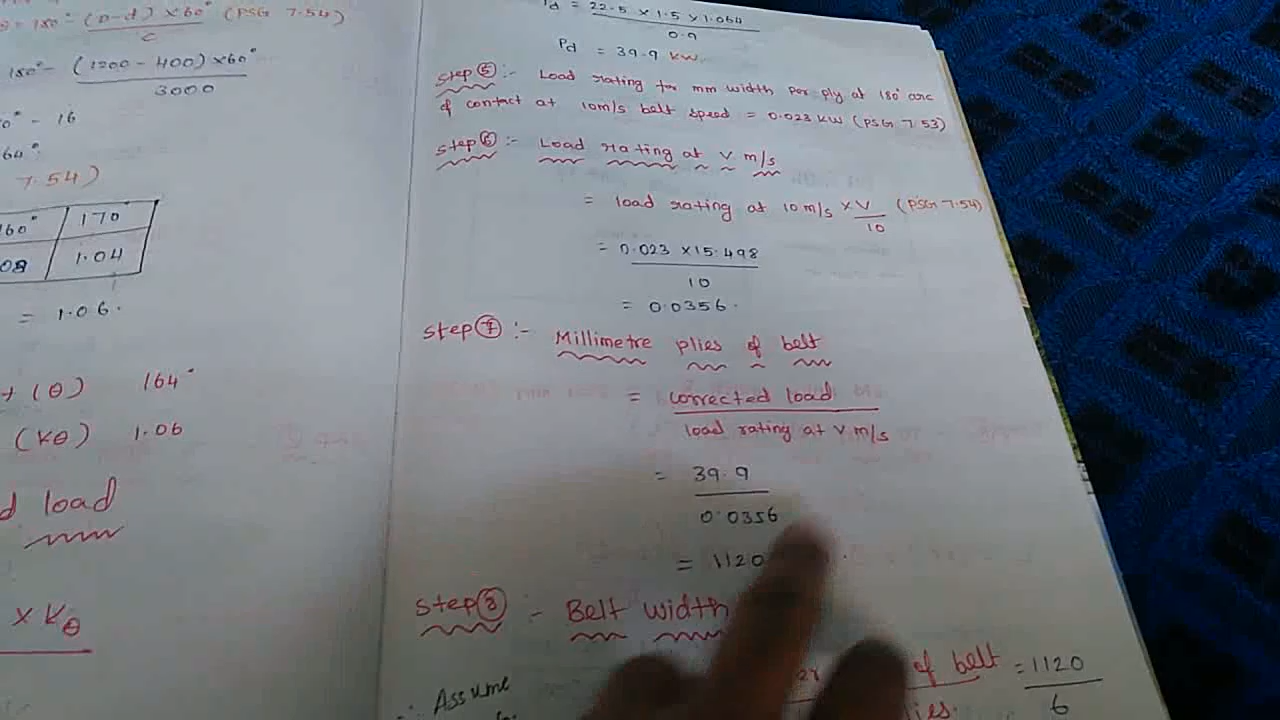 = 180° - (D-d) × 60° (PSG 7.54)
C
180° - (1200 - 400) × 60°
3000
0° - 16
64°
7.54)
160° 170°
08 1.04
= 1.06.
(θ) 164°
(Kθ) 1.06
load
× Kθ
Pd = 22.5 × 1.5 × 1.064
0.9
Pd = 39.9 KW.
Step 5 :- Load rating for mm width per ply at 180° arc
of contact at 10m/s belt speed = 0.023 KW (PSG 7.53)
Step 6 :- Load rating at V m/s
= load rating at 10 m/s × V (PSG 7.54)
10
= 0.023 × 15.498
10
= 0.0356.
Step 7 :- Millimetre plies of belt
= corrected load
load rating at V m/s
= 39.9
0.0356
= 1120
Step 8 :- Belt width
of belt = 1120
6
∴ Assume